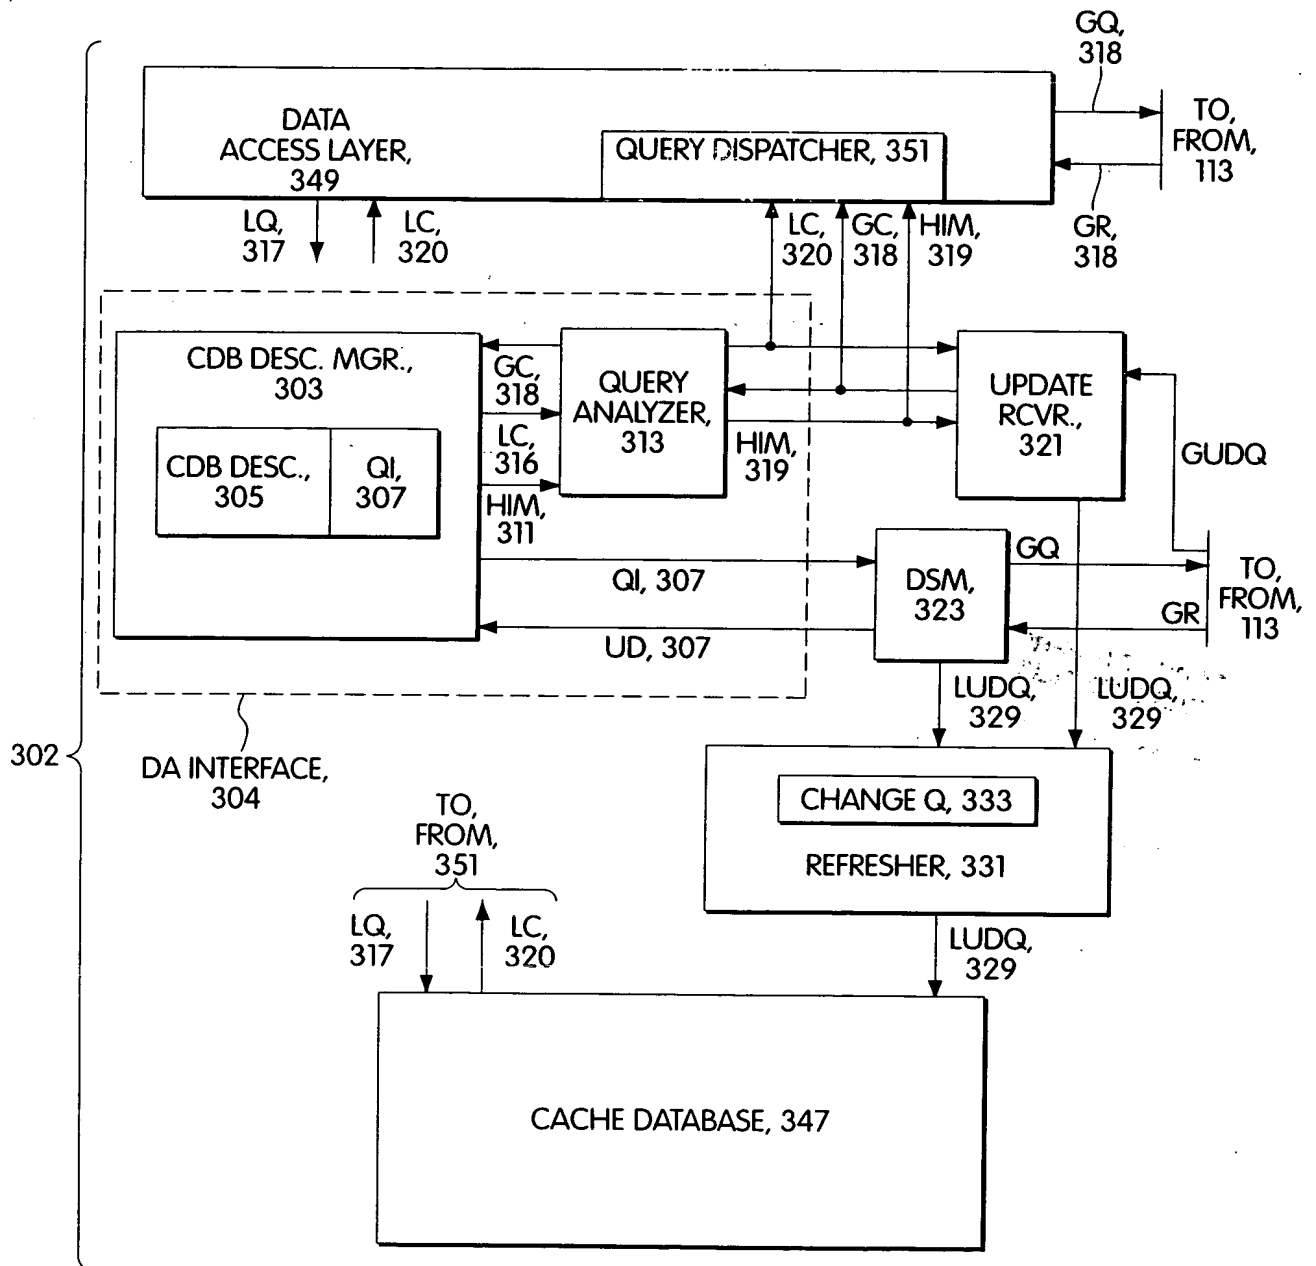 GQ,
318
DATA
ACCESS LAYER,
349
QUERY DISPATCHER, 351
TO,
FROM,
113
LQ,
317
LC,
320
LC,
320
GC,
318
HIM,
319
GR,
318
CDB DESC. MGR.,
303
GC,
318
LC,
316
HIM,
311
QUERY
ANALYZER,
313
HIM,
319
UPDATE
RCVR.,
321
GUDQ
CDB DESC.,
305
QI,
307
QI, 307
UD, 307
DSM,
323
GQ
GR
TO,
FROM,
113
LUDQ,
329
LUDQ,
329
302
DA INTERFACE,
304
CHANGE Q, 333
REFRESHER, 331
TO,
FROM,
351
LQ,
317
LC,
320
LUDQ,
329
CACHE DATABASE, 347